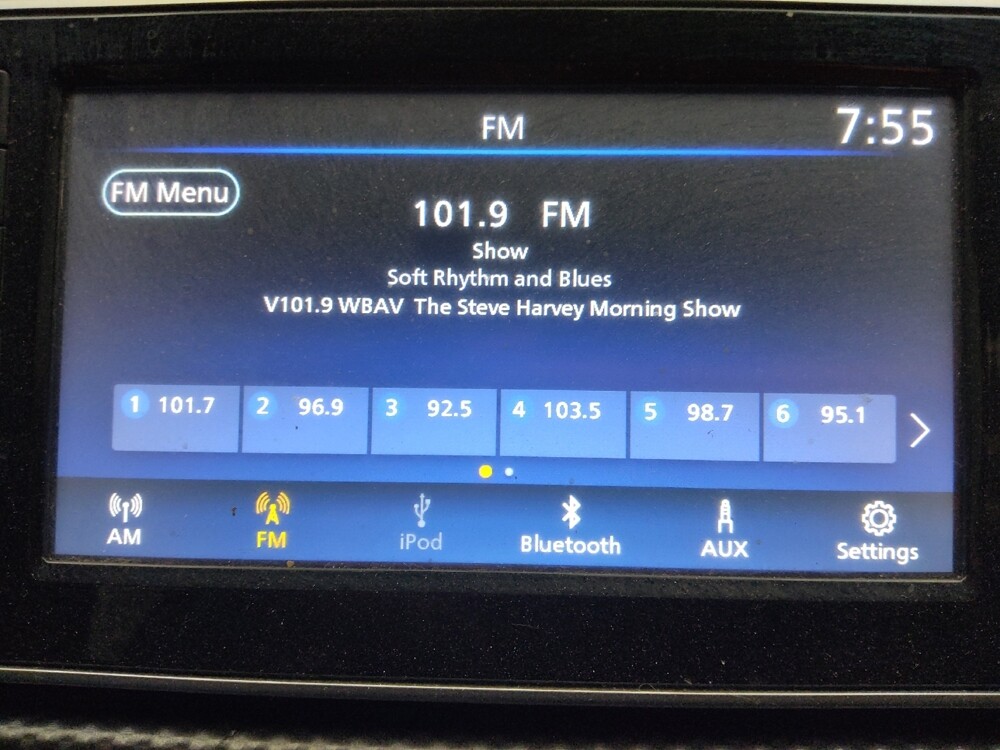 FM
7:55
FM Menu
101.9 FM
Show
Soft Rhythm and Blues
V101.9 WBAV The Steve Harvey Morning Show
1 101.7 2 96.9 3 92.5 4 103.5 5 98.7 6 95.1
AM FM iPod Bluetooth AUX Settings